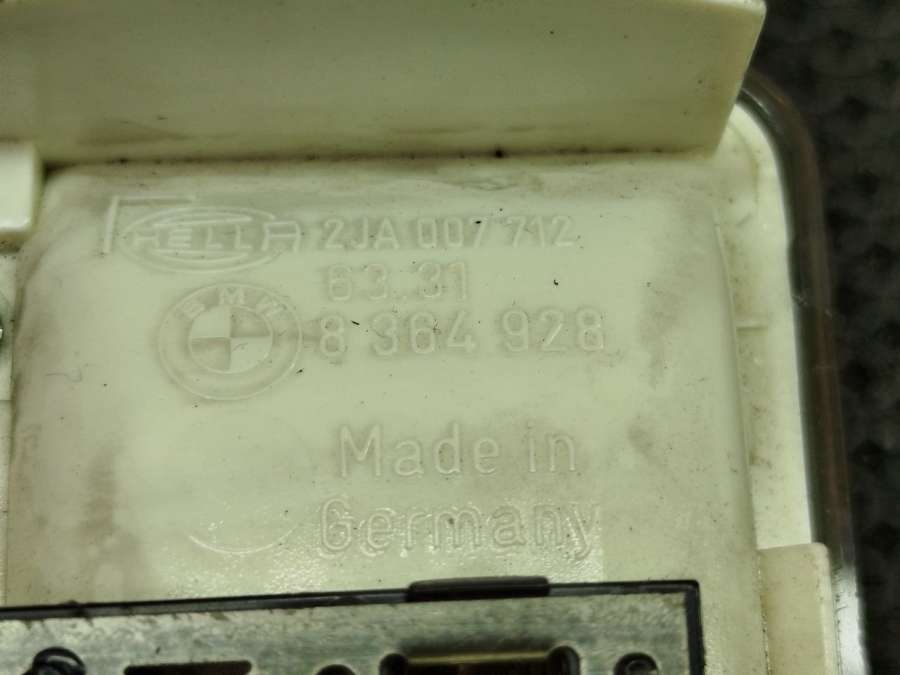 HELLA 2JA 007 712
63.31
BMW 8 364 928
Made in
Germany